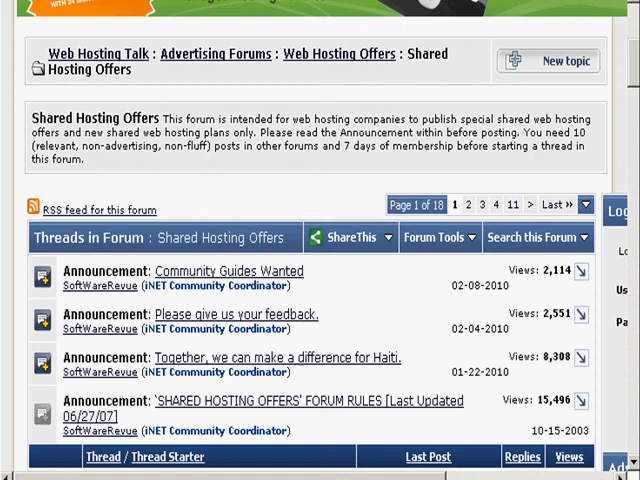 WITH 24
Web Hosting Talk : Advertising Forums : Web Hosting Offers : Shared
Hosting Offers
New topic
Shared Hosting Offers This forum is intended for web hosting companies to publish special shared web hosting
offers and new shared web hosting plans only. Please read the Announcement within before posting. You need 10
(relevant, non-advertising, non-fluff) posts in other forums and 7 days of membership before starting a thread in
this forum.
RSS feed for this forum
Page 1 of 18 1 2 3 4 11 > Last »
Threads in Forum : Shared Hosting Offers ShareThis Forum Tools Search this Forum
Announcement: Community Guides Wanted Views: 2,114
SoftWareRevue (iNET Community Coordinator) 02-08-2010
Announcement: Please give us your feedback. Views: 2,551
SoftWareRevue (iNET Community Coordinator) 02-04-2010
Announcement: Together, we can make a difference for Haiti. Views: 8,308
SoftWareRevue (iNET Community Coordinator) 01-22-2010
Announcement: 'SHARED HOSTING OFFERS' FORUM RULES [Last Updated Views: 15,496
06/27/07]
SoftWareRevue (iNET Community Coordinator) 10-15-2003
Thread / Thread Starter Last Post Replies Views